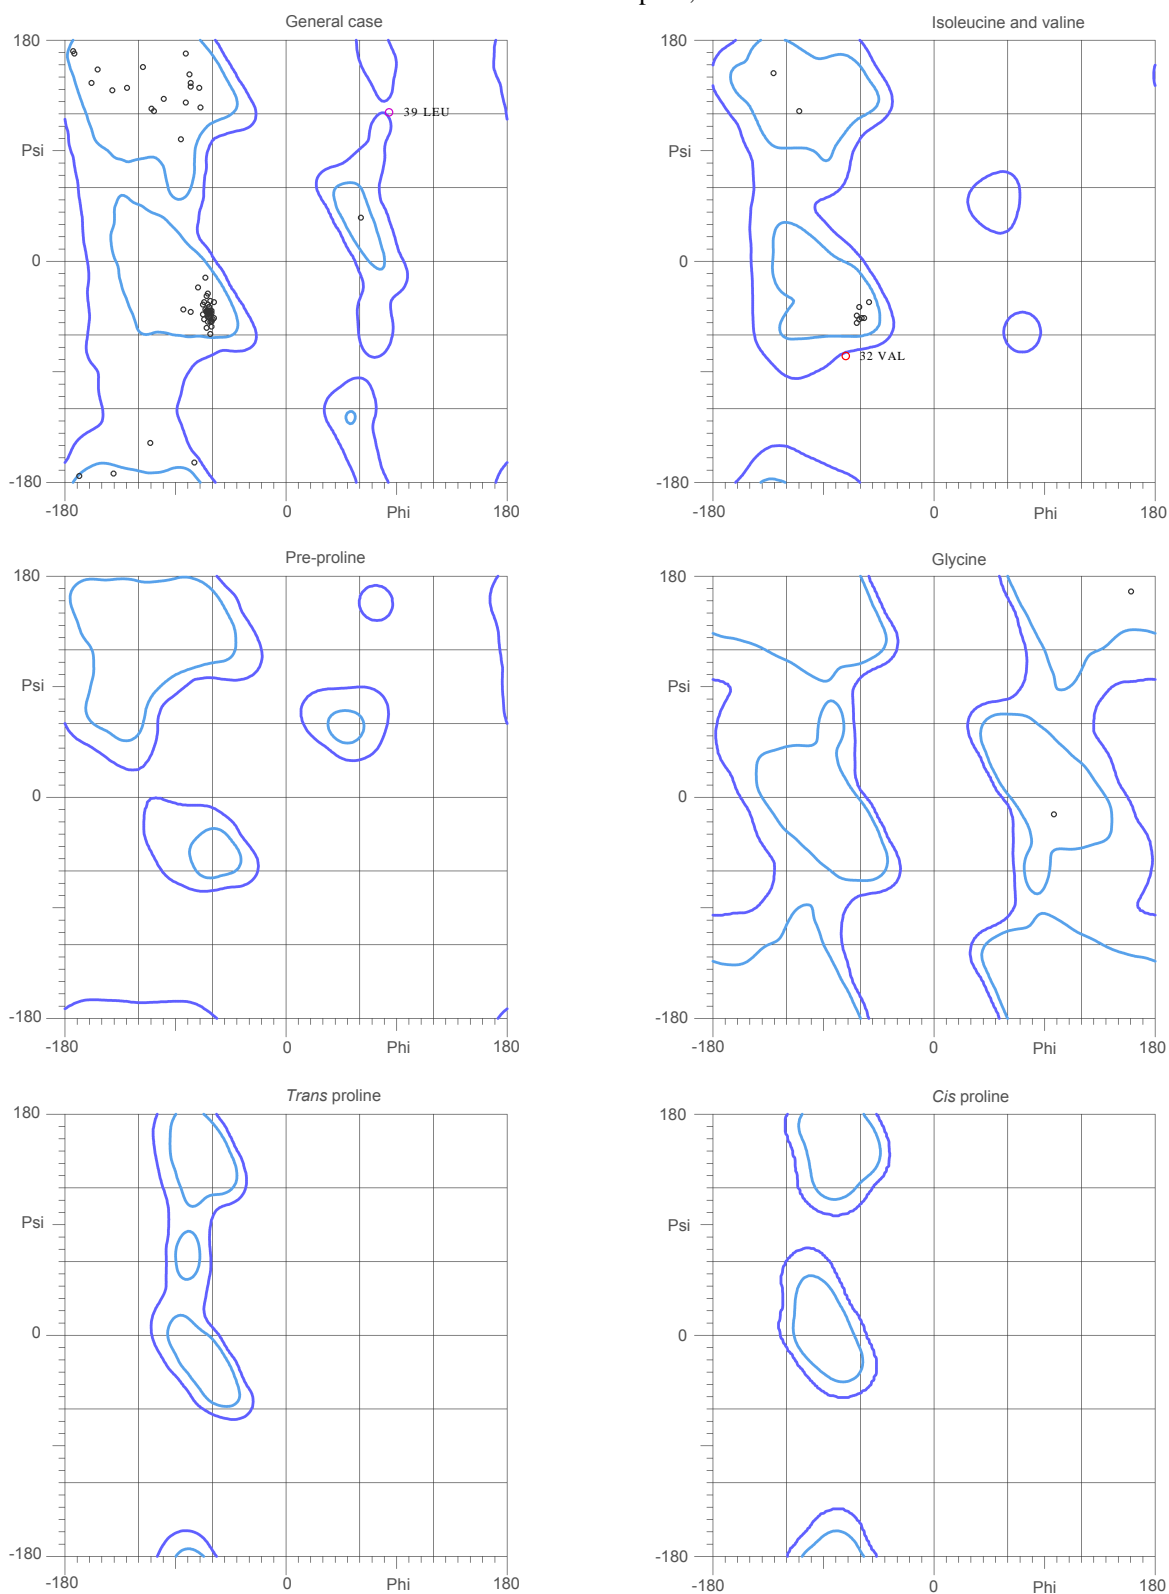 General case
Isoleucine and valine
180
180
39 LEU
Psi
Psi
0
0
32 VAL
-180
-180
-180
0
Phi
180
-180
0
Phi
180
Pre-proline
Glycine
180
180
Psi
Psi
0
0
-180
-180
-180
0
Phi
180
-180
0
Phi
180
Trans proline
Cis proline
180
180
Psi
Psi
0
0
-180
-180
-180
0
Phi
180
-180
0
Phi
180